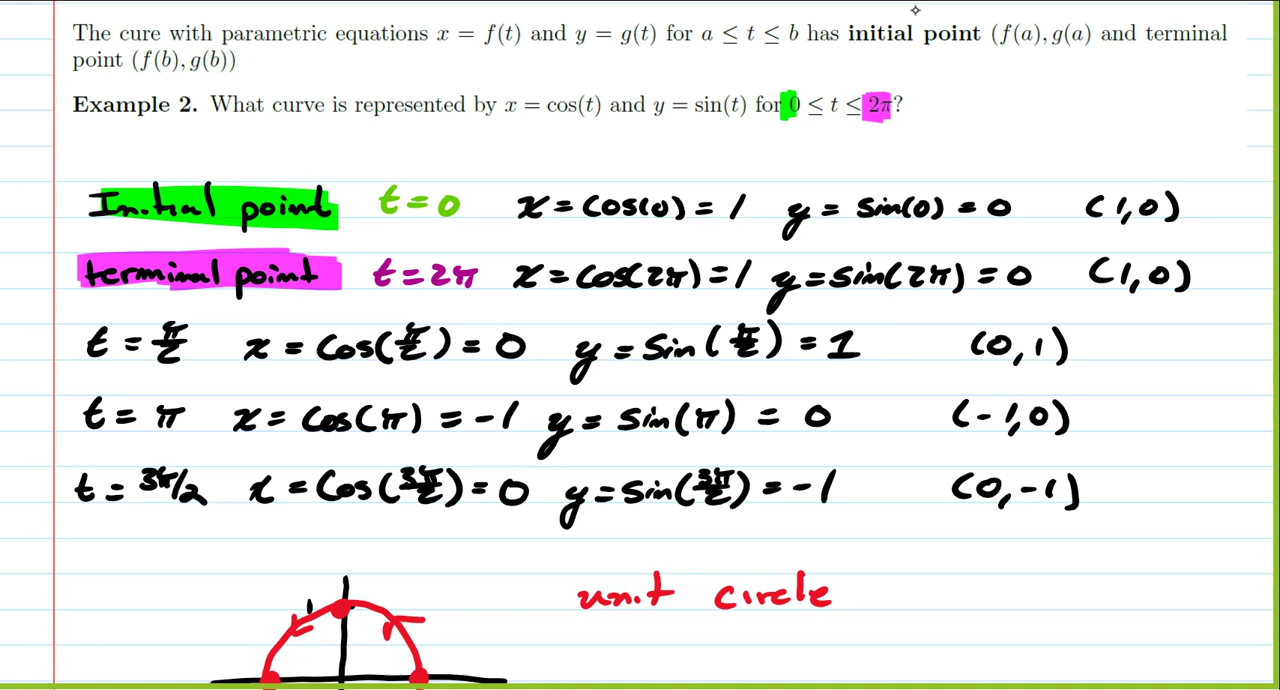 The cure with parametric equations x = f(t) and y = g(t) for a ≤ t ≤ b has initial point (f(a), g(a) and terminal
point (f(b), g(b))
Example 2. What curve is represented by x = cos(t) and y = sin(t) for 0 ≤ t ≤ 2π?
Initial point t = 0 x = cos(0) = 1 y = sin(0) = 0 (1,0)
terminal point t = 2π x = cos(2π) = 1 y = sin(2π) = 0 (1,0)
t = π/2 x = cos(π/2) = 0 y = sin(π/2) = 1 (0,1)
t = π x = cos(π) = -1 y = sin(π) = 0 (-1,0)
t = 3π/2 x = cos(3π/2) = 0 y = sin(3π/2) = -1 (0,-1)
unit circle